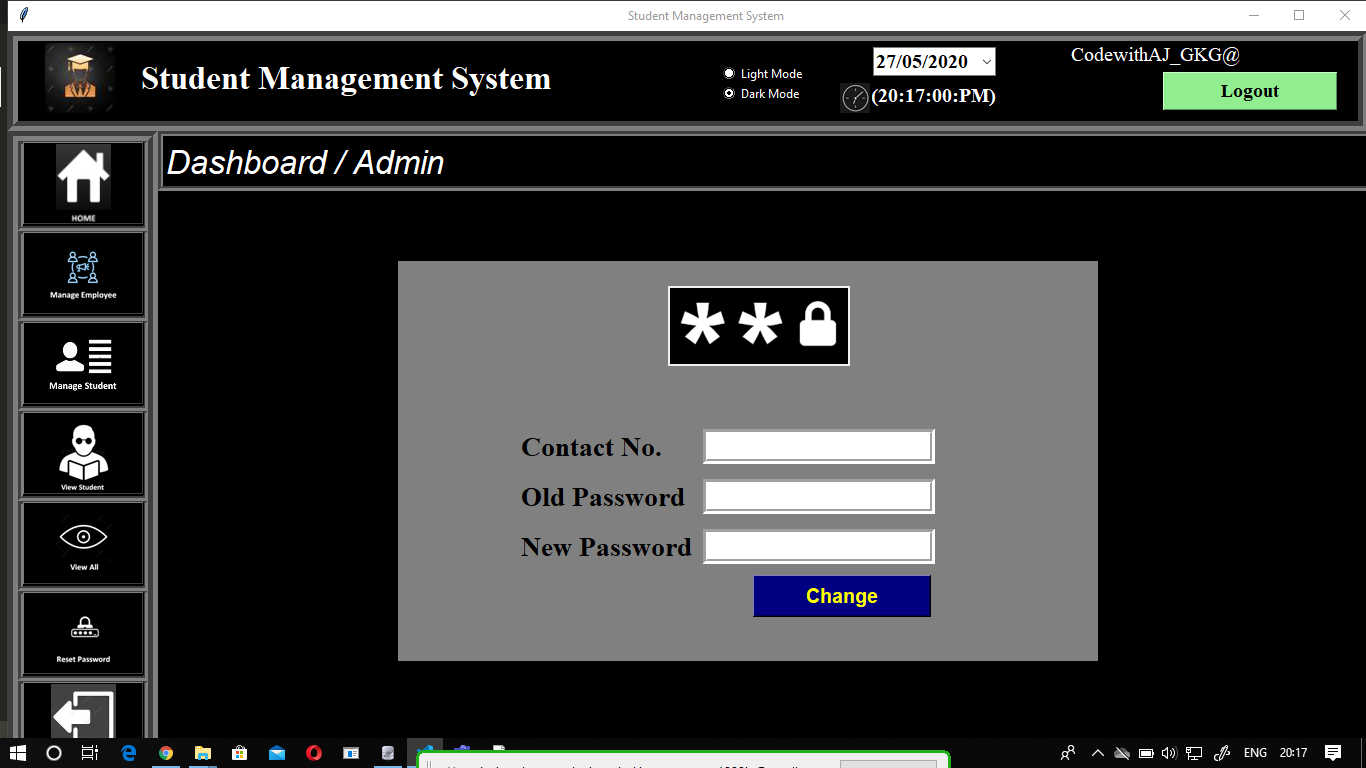 Student Management System
Student Management System
Light Mode
Dark Mode
27/05/2020
(20:17:00:PM)
CodewithAJ_GKG@
Logout
Dashboard / Admin
HOME
Manage Employee
Manage Student
View Student
View All
Reset Password
Contact No.
Old Password
New Password
Change
ENG
20:17